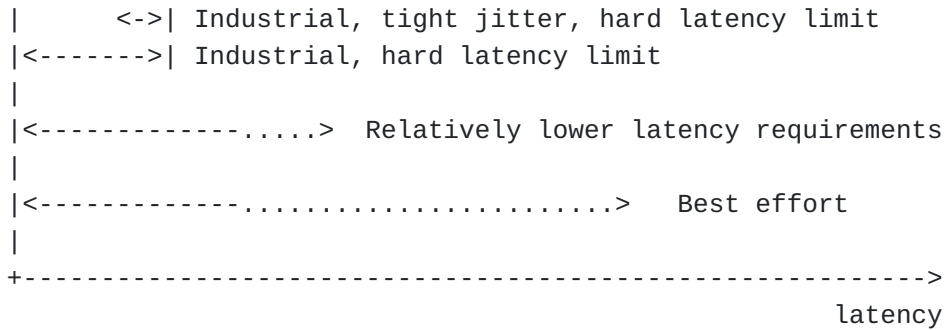 |      <->| Industrial, tight jitter, hard latency limit
|<------->| Industrial, hard latency limit
|
|<-------------.....>  Relatively lower latency requirements
|
|<-------------........................>   Best effort
|
+---------------------------------------------------------->
                                                     latency